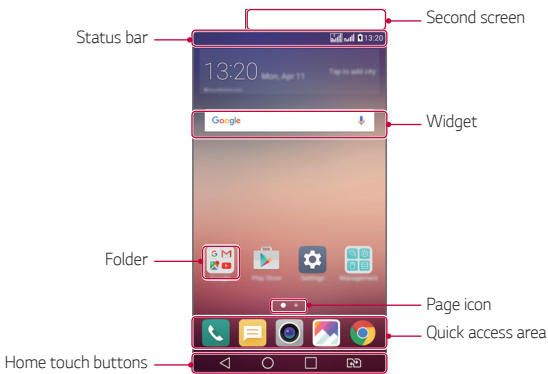 Second screen
Status bar
13:20
13:20 Mon, Apr 11
Tap to add city
Google
Widget
Folder
G M
Play Store
Settings
Management
Page icon
Quick access area
Home touch buttons